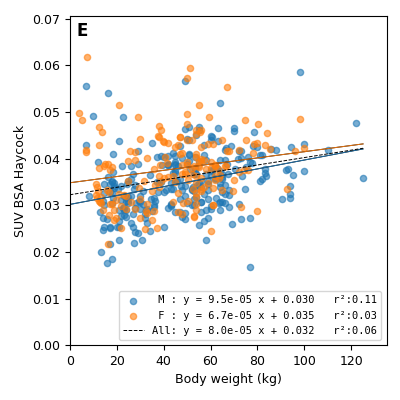 E
0.07
0.06
0.05
0.04
0.03
0.02
0.01
0.00
SUV BSA Haycock
M : y = 9.5e-05 x + 0.030 r²:0.11
F : y = 6.7e-05 x + 0.035 r²:0.03
All: y = 8.0e-05 x + 0.032 r²:0.06
0 20 40 60 80 100 120
Body weight (kg)